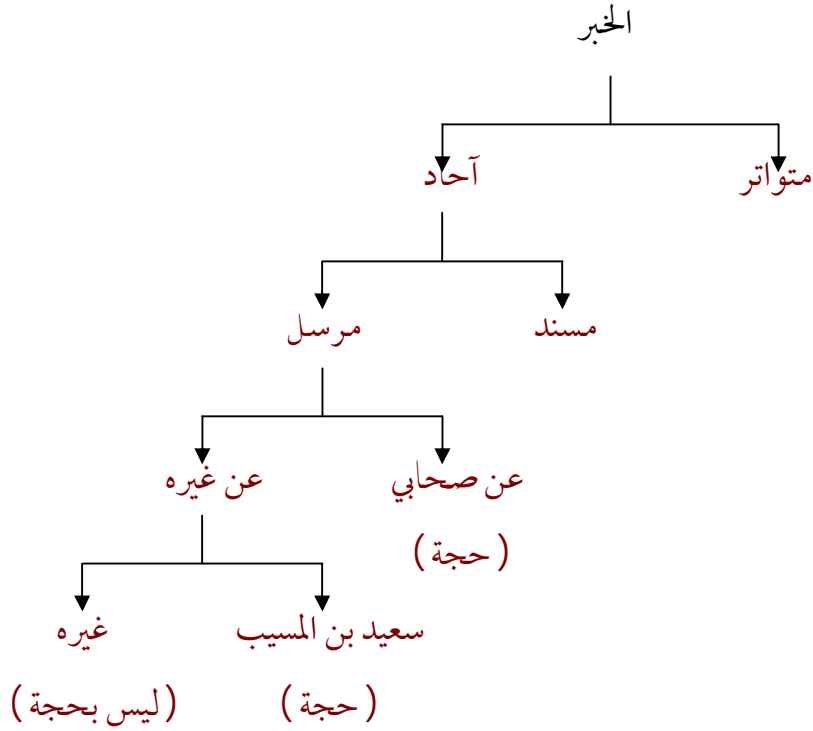 الخبر
متواتر آحاد
مسند مرسل
عن صحابي عن غيره
(حجة)
سعيد بن المسيب غيره
(حجة) (ليس بحجة)